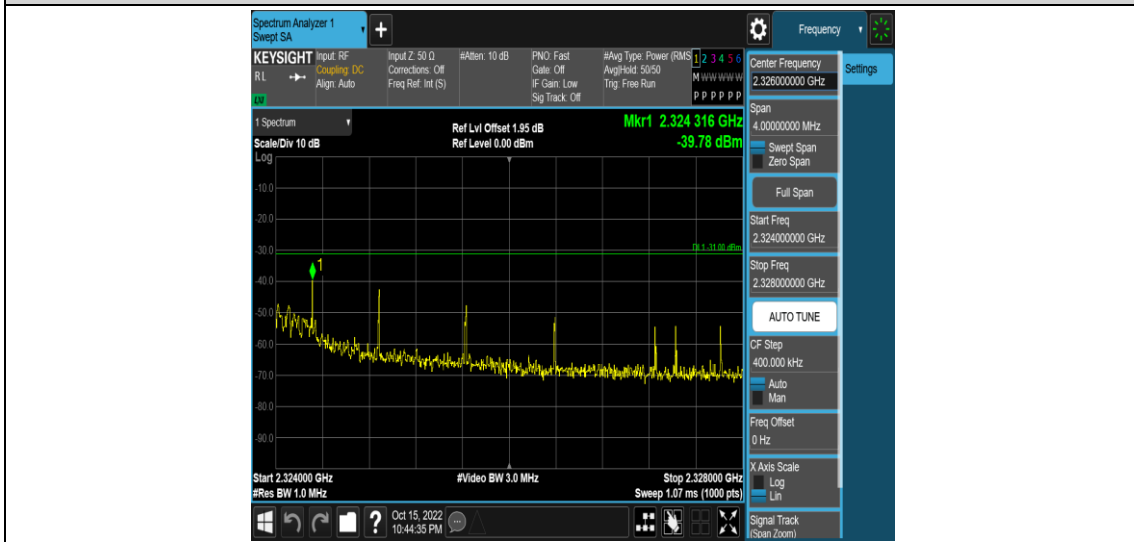 Spectrum Analyzer 1
Swept SA
+
Frequency
KEYSIGHT
RL
LXI
Input: RF
Coupling: DC
Align: Auto
Input Z: 50 Ω
Corrections: Off
Freq Ref: Int (S)
#Atten: 10 dB
PNO: Fast
Gate: Off
IF Gain: Low
Sig Track: Off
#Avg Type: Power (RMS
Avg|Hold: 50/50
Trig: Free Run
1 2 3 4 5 6
M W W W W W
P P P P P P
1 Spectrum
Scale/Div 10 dB
Log
Ref Lvl Offset 1.95 dB
Ref Level 0.00 dBm
Mkr1 2.324 316 GHz
-39.78 dBm
-10.0
-20.0
-30.0
DL1 -31.00 dBm
1
-40.0
-50.0
-60.0
-70.0
-80.0
-90.0
Start 2.324000 GHz
#Res BW 1.0 MHz
#Video BW 3.0 MHz
Stop 2.328000 GHz
Sweep 1.07 ms (1000 pts)
?
Oct 15, 2022
10:44:35 PM
Center Frequency
2.326000000 GHz
Settings
Span
4.00000000 MHz
Swept Span
Zero Span
Full Span
Start Freq
2.324000000 GHz
Stop Freq
2.328000000 GHz
AUTO TUNE
CF Step
400.000 kHz
Auto
Man
Freq Offset
0 Hz
X Axis Scale
Log
Lin
Signal Track
(Span Zoom)